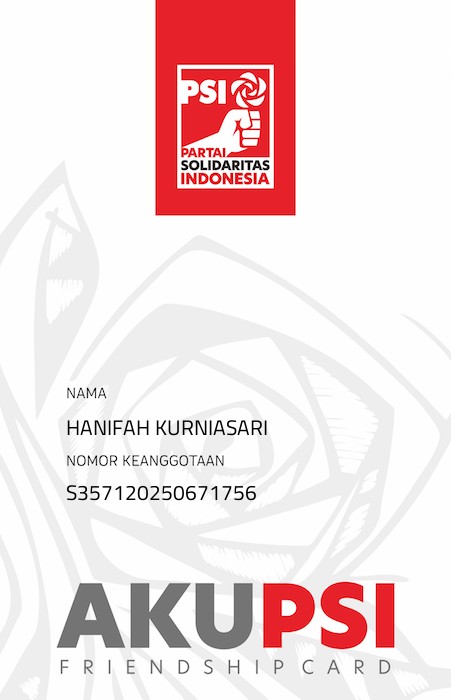 PSI
PARTAI
SOLIDARITAS
INDONESIA
NAMA
HANIFAH KURNIASARI
NOMOR KEANGGOTAAN
S357120250671756
AKUPSI
FRIENDSHIPCARD